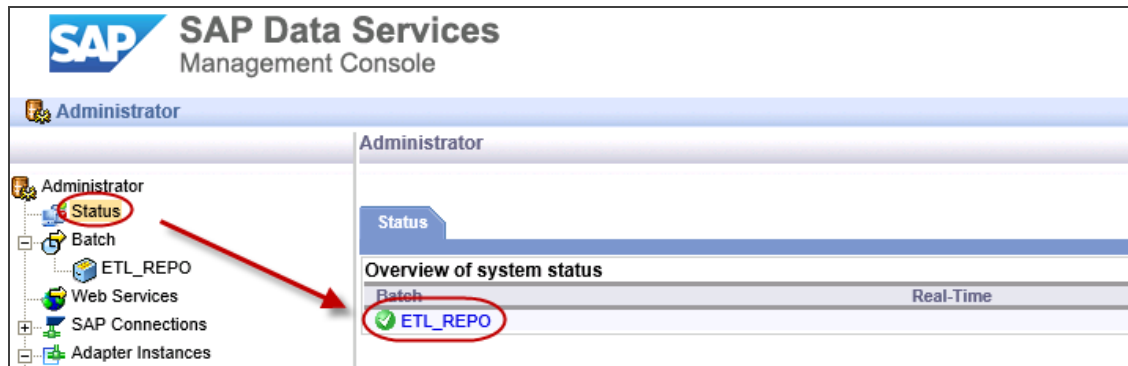 SAP
SAP Data Services
Management Console
Administrator
Administrator
Administrator
Status
Batch
ETL_REPO
Web Services
SAP Connections
Adapter Instances
Status
Overview of system status
Batch Real-Time
ETL_REPO